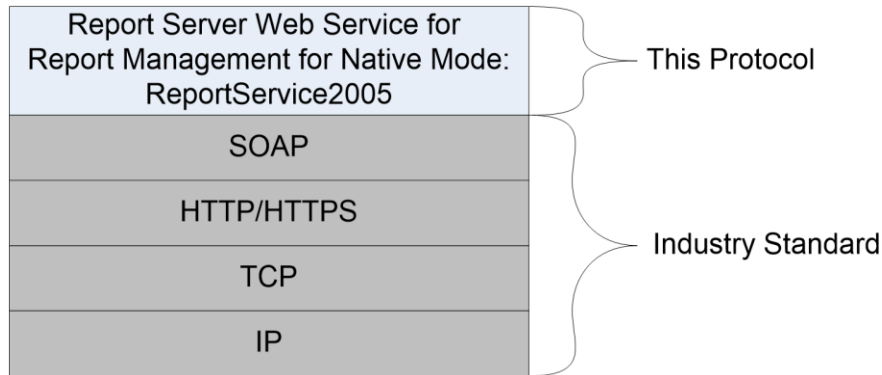 Report Server Web Service for
Report Management for Native Mode:
ReportService2005
This Protocol
SOAP
HTTP/HTTPS
TCP
IP
Industry Standard